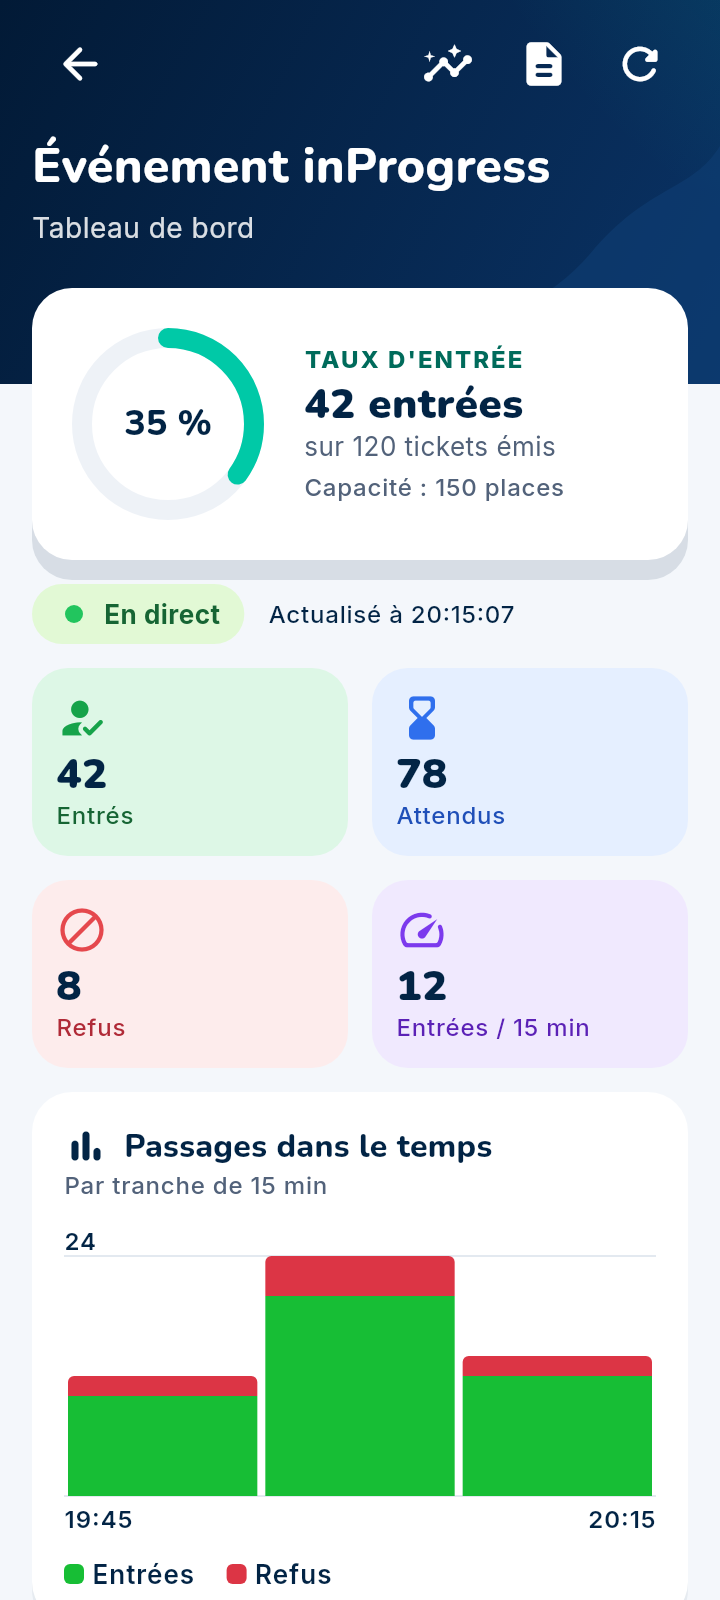 Événement inProgress
Tableau de bord
35 %
TAUX D'ENTRÉE
42 entrées
sur 120 tickets émis
Capacité : 150 places
En direct
Actualisé à 20:15:07
42
Entrés
78
Attendus
8
Refus
12
Entrées / 15 min
Passages dans le temps
Par tranche de 15 min
24
19:45
20:15
Entrées
Refus